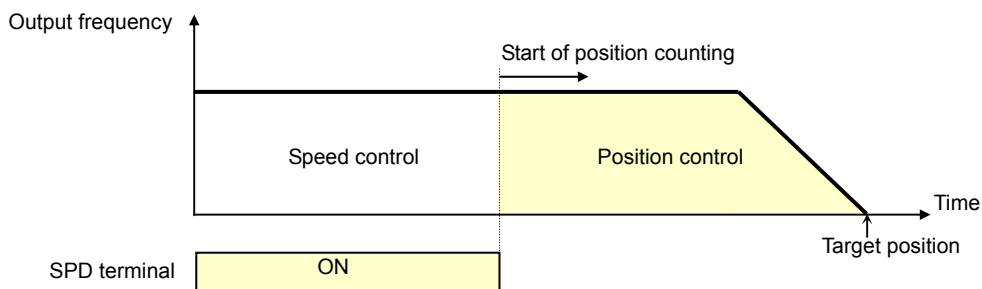 Output frequency
Start of position counting
Speed control
Position control
Time
Target position
SPD terminal
ON